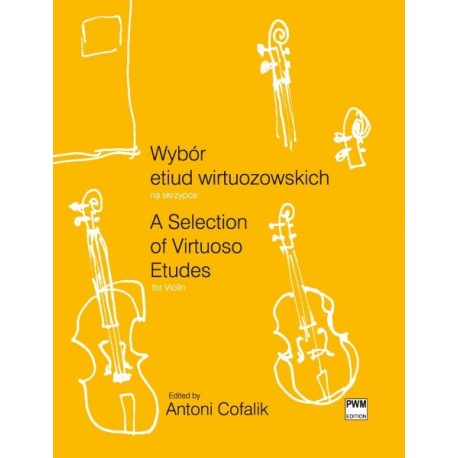 Wybór
etiud wirtuozowskich
na skrzypce
A Selection
of Virtuoso
Etudes
for Violin
Edited by
Antoni Cofalik
PWM
EDITION